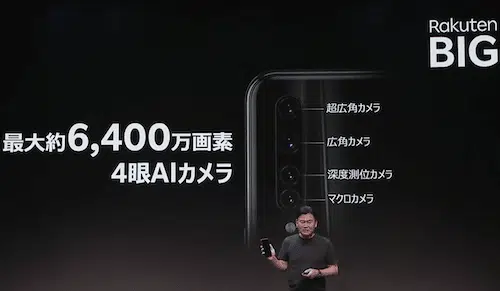 Rakuten
BIG
最大約6,400万画素
4眼AIカメラ
超広角カメラ
広角カメラ
深度測位カメラ
マクロカメラ